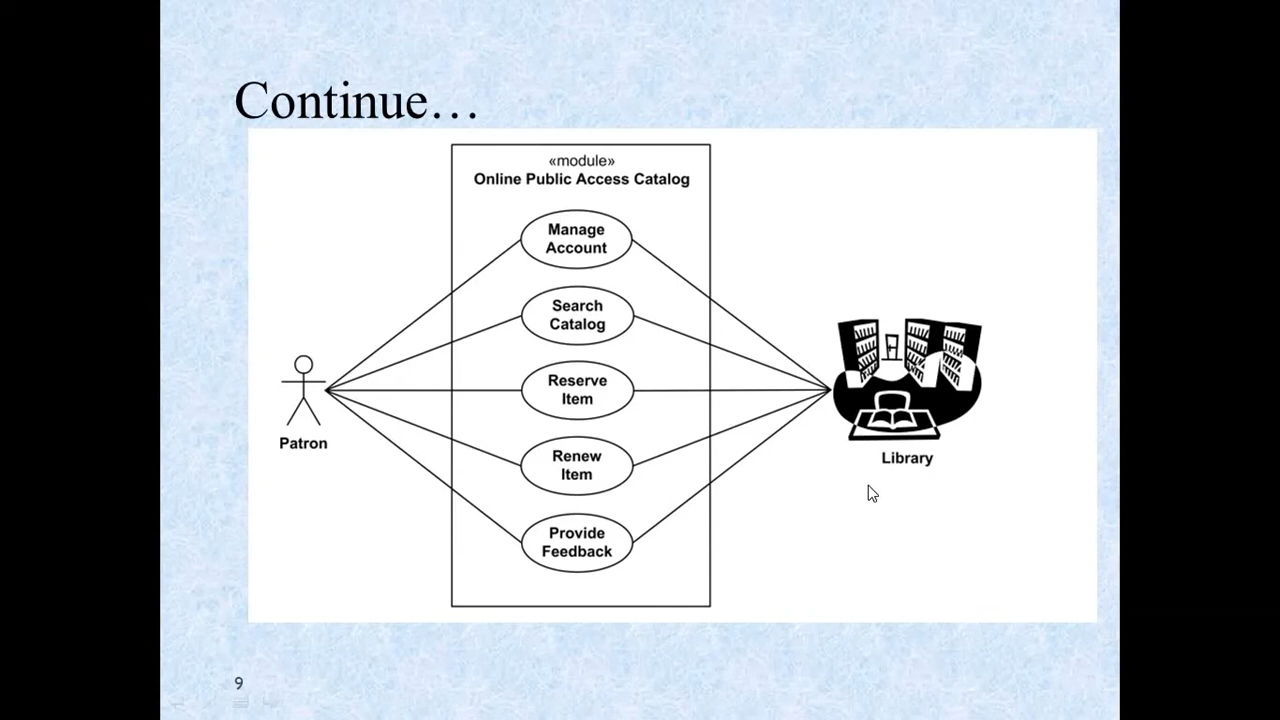 Continue…
«module»
Online Public Access Catalog
Manage
Account
Search
Catalog
Reserve
Item
Renew
Item
Provide
Feedback
Patron
Library
9